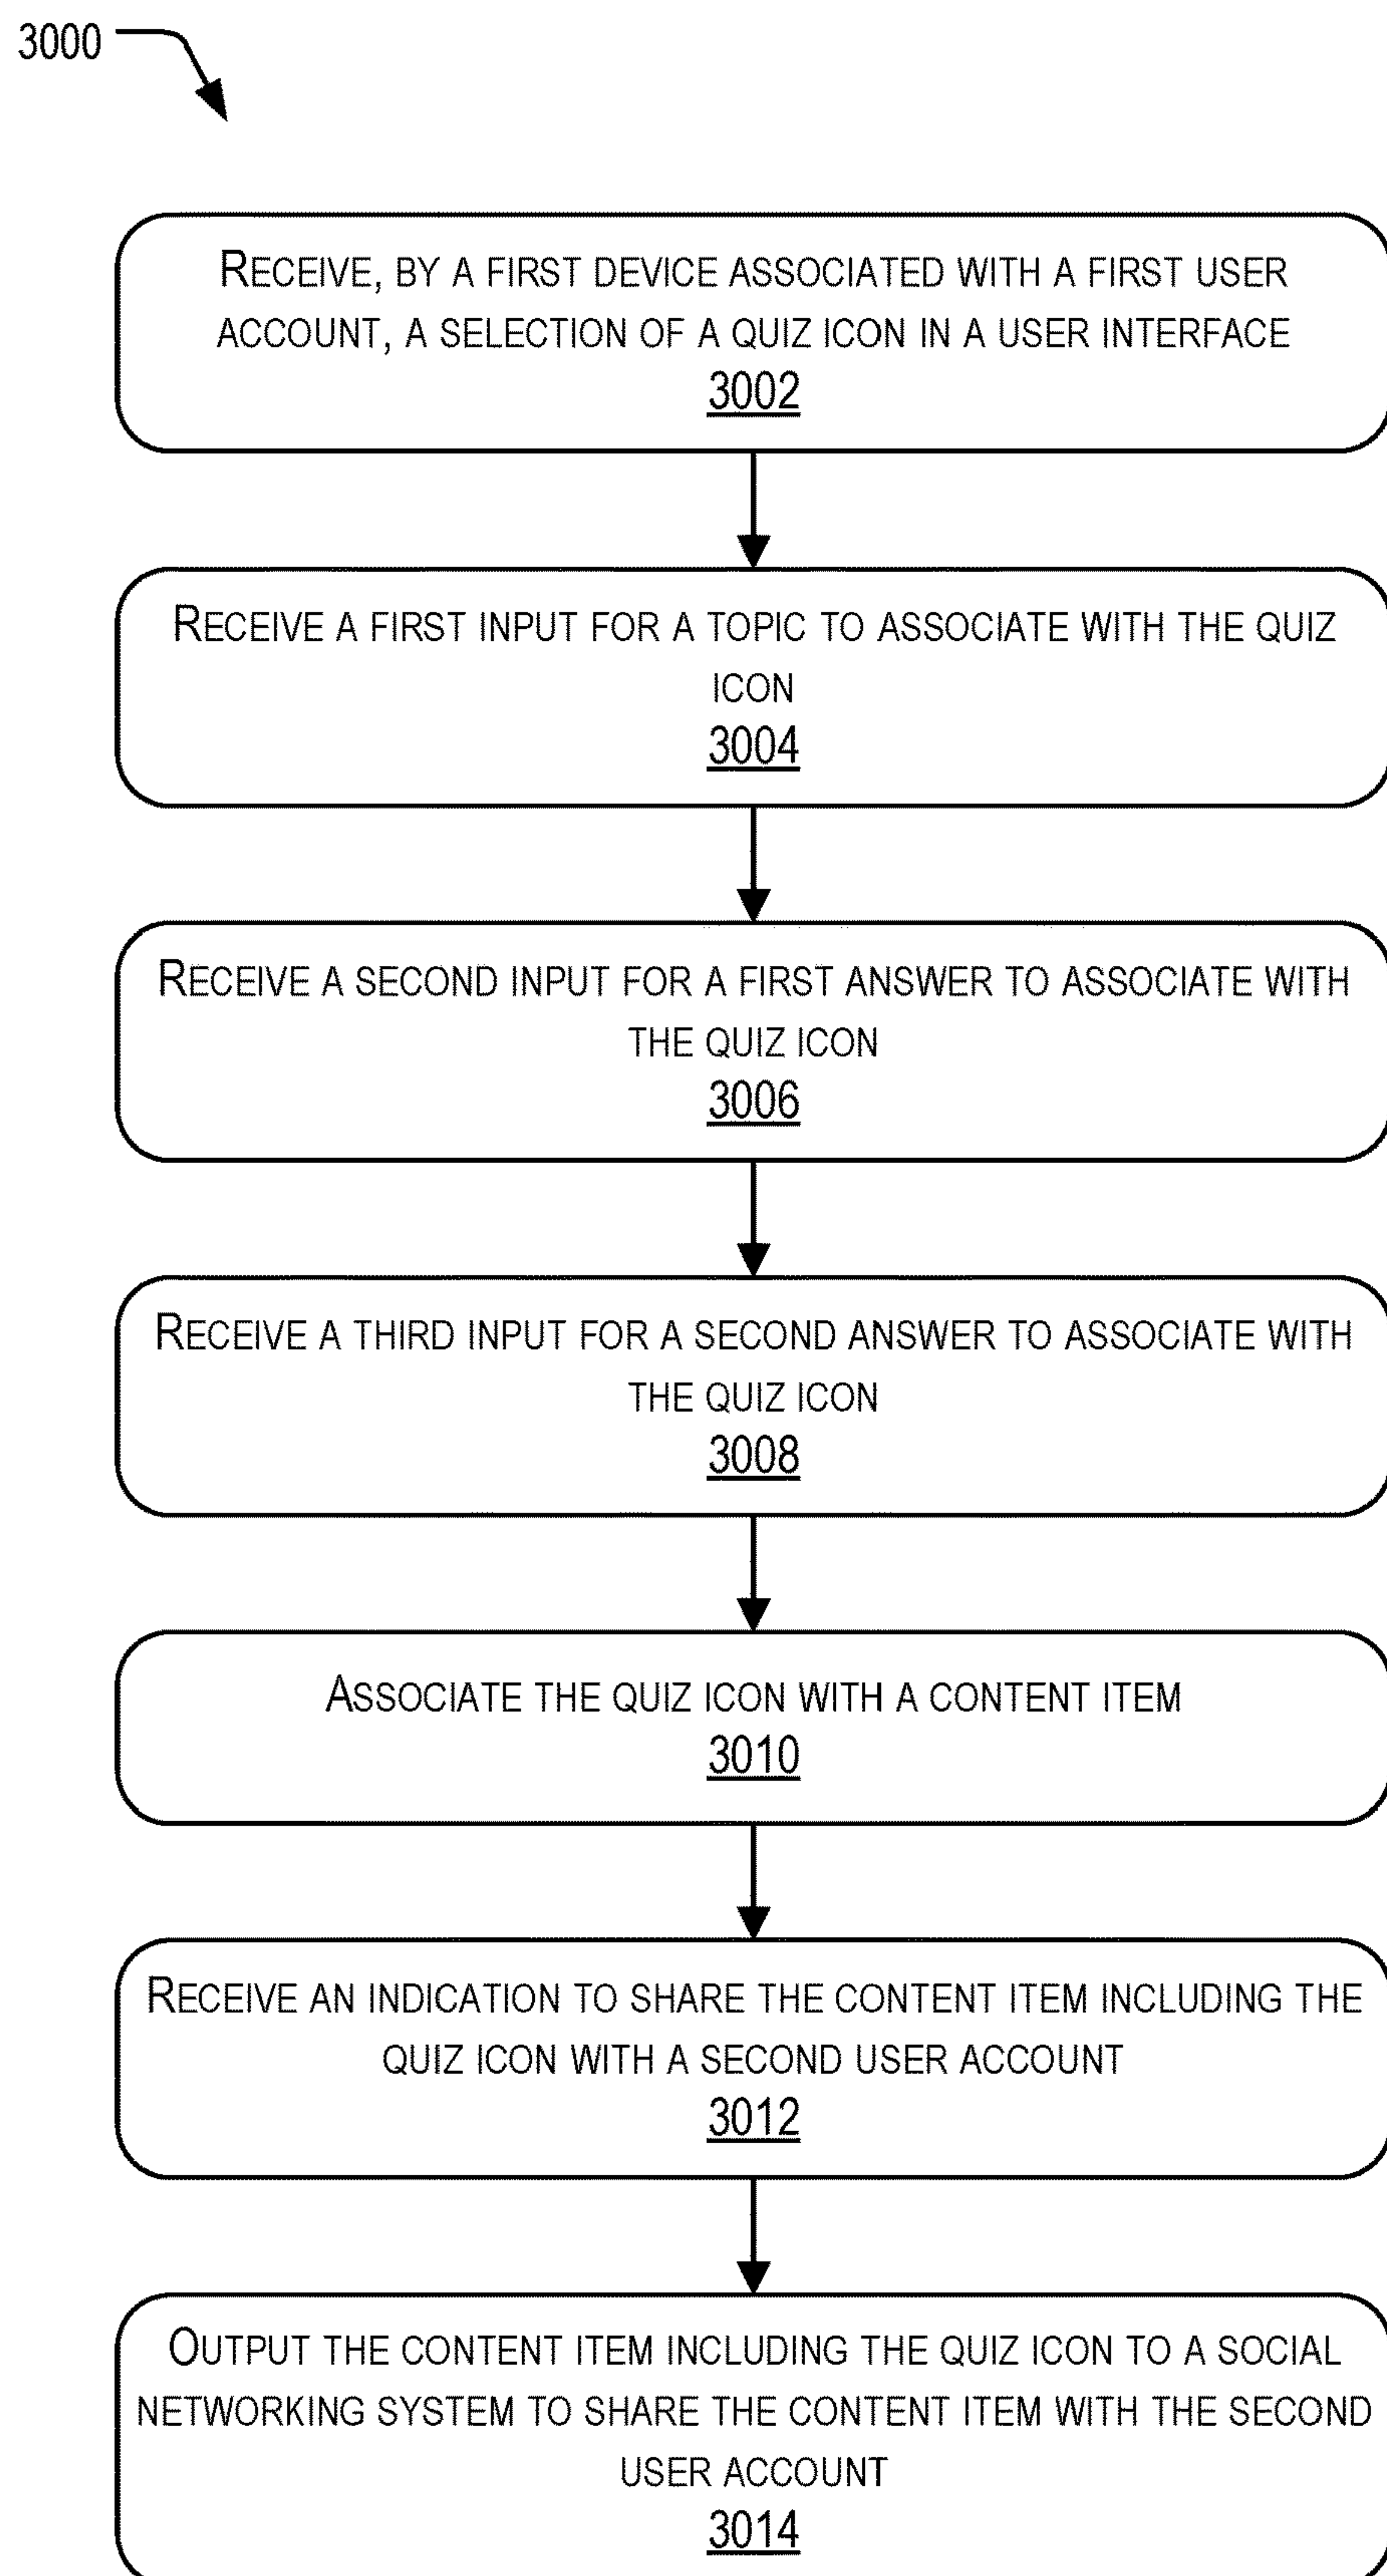 3000
RECEIVE, BY A FIRST DEVICE ASSOCIATED WITH A FIRST USER
ACCOUNT, A SELECTION OF A QUIZ ICON IN A USER INTERFACE
3002
RECEIVE A FIRST INPUT FOR A TOPIC TO ASSOCIATE WITH THE QUIZ
ICON
3004
RECEIVE A SECOND INPUT FOR A FIRST ANSWER TO ASSOCIATE WITH
THE QUIZ ICON
3006
RECEIVE A THIRD INPUT FOR A SECOND ANSWER TO ASSOCIATE WITH
THE QUIZ ICON
3008
ASSOCIATE THE QUIZ ICON WITH A CONTENT ITEM
3010
RECEIVE AN INDICATION TO SHARE THE CONTENT ITEM INCLUDING THE
QUIZ ICON WITH A SECOND USER ACCOUNT
3012
OUTPUT THE CONTENT ITEM INCLUDING THE QUIZ ICON TO A SOCIAL
NETWORKING SYSTEM TO SHARE THE CONTENT ITEM WITH THE SECOND
USER ACCOUNT
3014